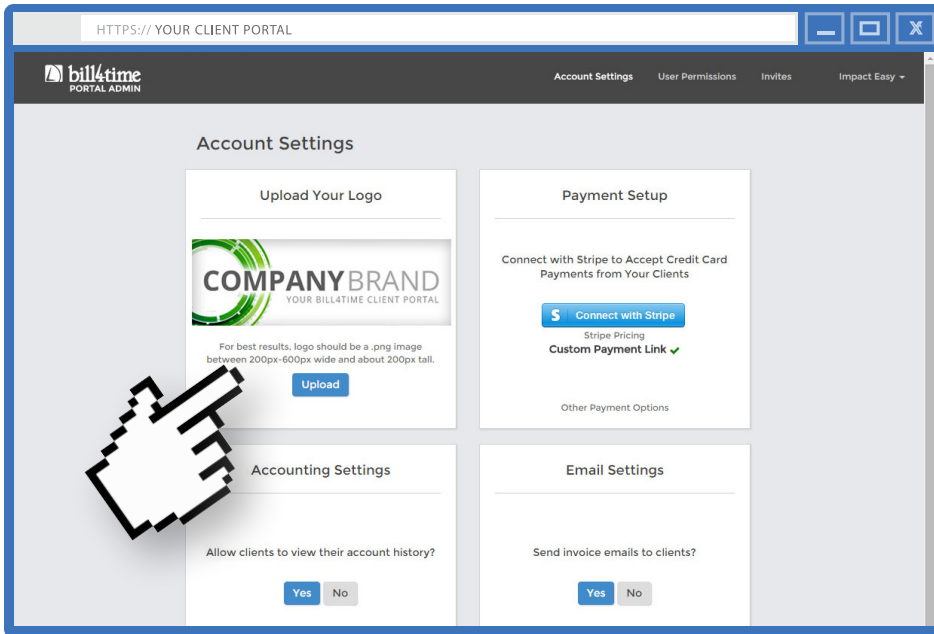 HTTPS:// YOUR CLIENT PORTAL
X
bill4time
PORTAL ADMIN
Account Settings
User Permissions
Invites
Impact Easy
Account Settings
Upload Your Logo
COMPANYBRAND
YOUR BILL4TIME CLIENT PORTAL
For best results, logo should be a .png image
between 200px-600px wide and about 200px tall.
Upload
Payment Setup
Connect with Stripe to Accept Credit Card
Payments from Your Clients
S Connect with Stripe
Stripe Pricing
Custom Payment Link
Other Payment Options
Accounting Settings
Allow clients to view their account history?
Yes No
Email Settings
Send invoice emails to clients?
Yes No